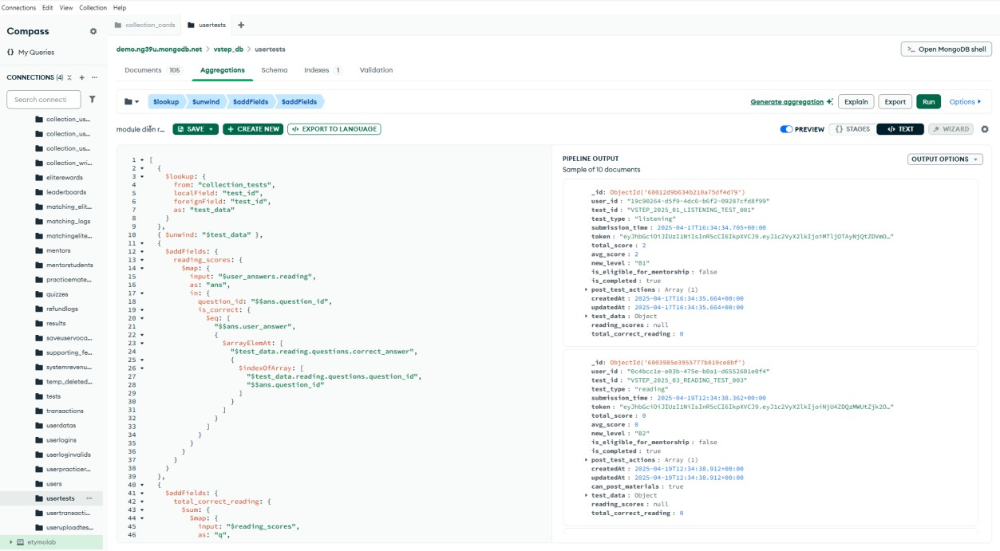 Connections Edit View Collection Help
Compass
My Queries
CONNECTIONS (4)
Search connecti
collection_us...
collection_us...
collection_us...
collection_wri...
eliterewards
leaderboards
matching_elit...
matching_logs
matchingelite...
mentors
mentorstudents
practicemate...
quizzes
refundlogs
results
saveuservoca...
supporting_fe...
systemrevenu...
temp_deleted...
tests
transactions
userdatas
userlogins
userloginvalids
userpracticer...
users
usertests ...
usertransacti...
useruploadtes...
etymolab
collection_cards usertests +
demo.ng39u.mongodb.net > vstep_db > usertests
>_ Open MongoDB shell
Documents 105 Aggregations Schema Indexes 1 Validation
$lookup $unwind $addFields $addFields
Generate aggregation Explain Export Run Options
module diễn r... SAVE + CREATE NEW </> EXPORT TO LANGUAGE
PREVIEW {} STAGES </> TEXT WIZARD
1 [
2 {
3 $lookup: {
4 from: "collection_tests",
5 localField: "test_id",
6 foreignField: "test_id",
7 as: "test_data"
8 }
9 },
10 { $unwind: "$test_data" },
11 {
12 $addFields: {
13 reading_scores: {
14 $map: {
15 input: "$user_answers.reading",
16 as: "ans",
17 in: {
18 question_id: "$$ans.question_id",
19 is_correct: {
20 $eq: [
21 "$$ans.user_answer",
22 {
23 $arrayElemAt: [
24 "$test_data.reading.questions.correct_answer",
25 {
26 $indexOfArray: [
27 "$test_data.reading.questions.question_id",
28 "$$ans.question_id"
29 ]
30 }
31 ]
32 }
33 ]
34 }
35 }
36 }
37 }
38 }
39 },
40 {
41 $addFields: {
42 total_correct_reading: {
43 $sum: {
44 $map: {
45 input: "$reading_scores",
46 as: "q",
PIPELINE OUTPUT
Sample of 10 documents
OUTPUT OPTIONS
_id: ObjectId('68012d9b634b210a75df4d79')
user_id : "19c90264-d5f9-4dc6-b6f2-09287cfd8f99"
test_id : "VSTEP_2025_01_LISTENING_TEST_001"
test_type : "listening"
submission_time : 2025-04-17T16:34:34.705+00:00
token : "eyJhbGciOiJIUzI1NiIsInR5cCI6IkpXVCJ9.eyJ1c2VyX2lkIjoiMTljOTAyNjQtZDVmO…"
total_score : 2
avg_score : 2
new_level : "B1"
is_eligible_for_mentorship : false
is_completed : true
post_test_actions : Array (1)
createdAt : 2025-04-17T16:34:35.664+00:00
updatedAt : 2025-04-17T16:34:35.664+00:00
test_data : Object
reading_scores : null
total_correct_reading : 0
_id: ObjectId('6803985e3955777b819ce8bf')
user_id : "0c4bcc1e-e03b-475e-b0a1-d6552601e0f4"
test_id : "VSTEP_2025_03_READING_TEST_003"
test_type : "reading"
submission_time : 2025-04-19T12:34:38.362+00:00
token : "eyJhbGciOiJIUzI1NiIsInR5cCI6IkpXVCJ9.eyJ1c2VyX2lkIjoiNjU4ZDQzMWUtZjk2O…"
total_score : 0
avg_score : 0
new_level : "B2"
is_eligible_for_mentorship : false
is_completed : true
post_test_actions : Array (1)
createdAt : 2025-04-19T12:34:38.912+00:00
updatedAt : 2025-04-19T12:34:38.912+00:00
can_post_materials : true
test_data : Object
reading_scores : null
total_correct_reading : 0